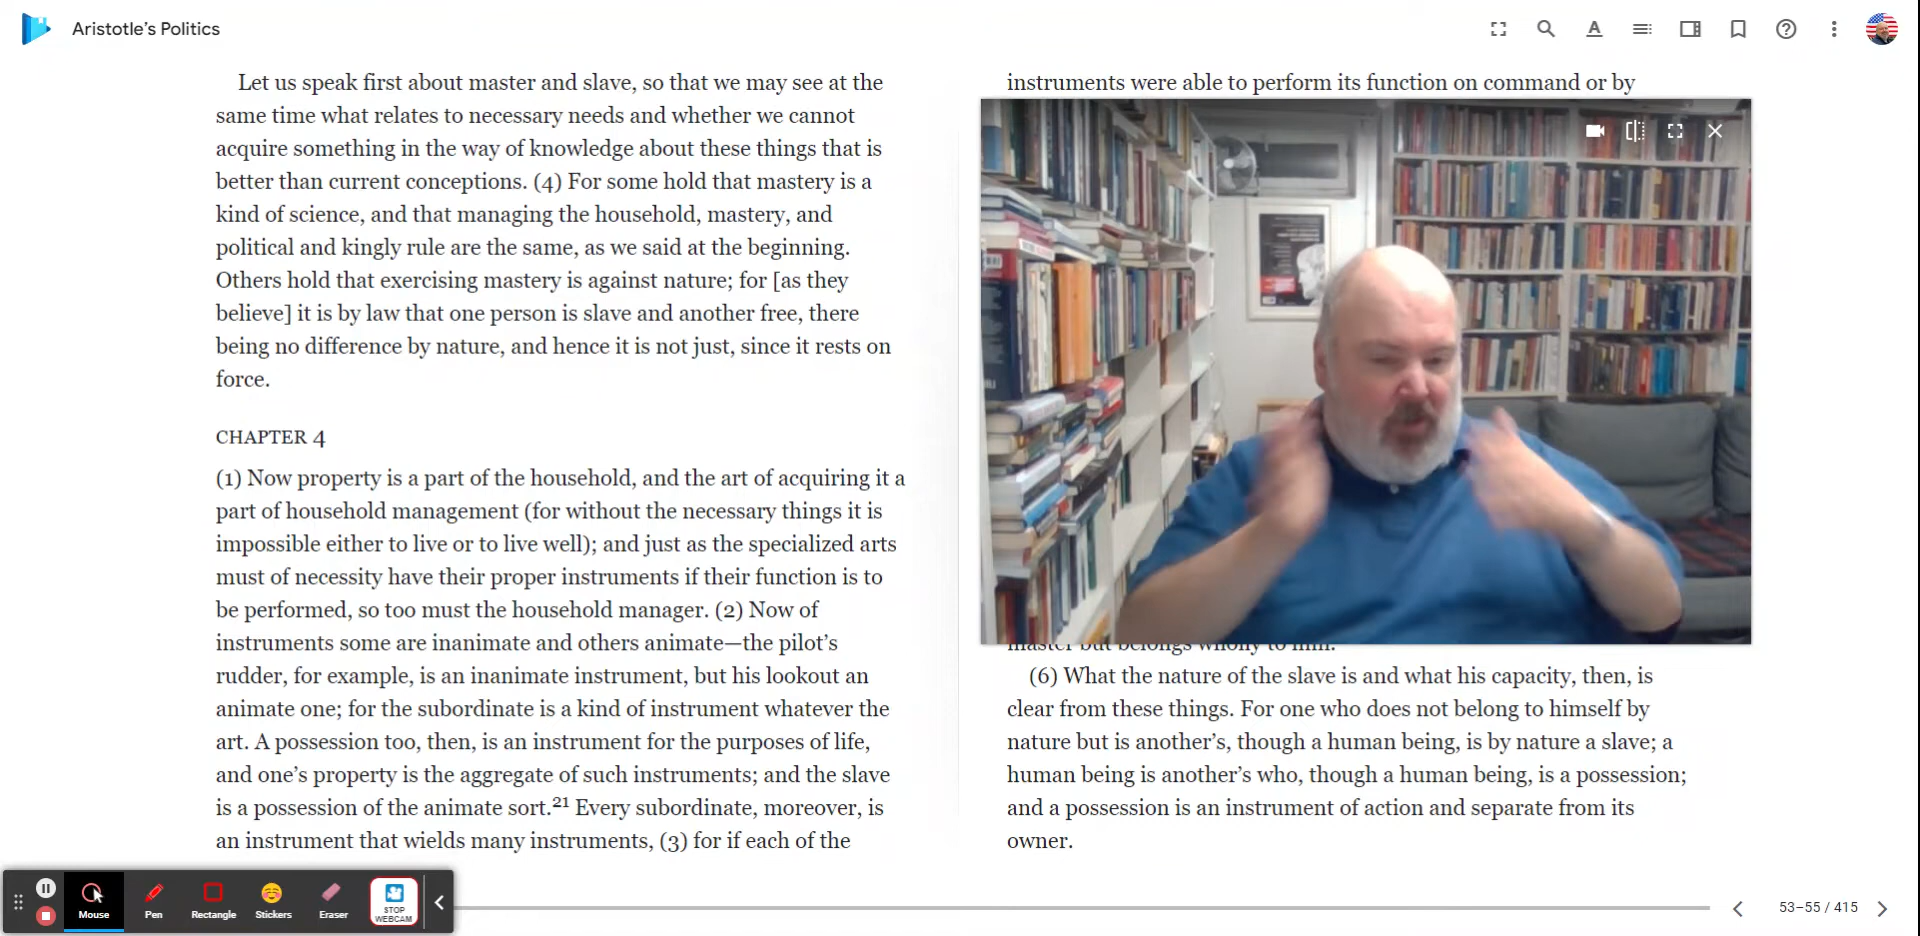 Aristotle's Politics
Let us speak first about master and slave, so that we may see at the
same time what relates to necessary needs and whether we cannot
acquire something in the way of knowledge about these things that is
better than current conceptions. (4) For some hold that mastery is a
kind of science, and that managing the household, mastery, and
political and kingly rule are the same, as we said at the beginning.
Others hold that exercising mastery is against nature; for [as they
believe] it is by law that one person is slave and another free, there
being no difference by nature, and hence it is not just, since it rests on
force.
CHAPTER 4
(1) Now property is a part of the household, and the art of acquiring it a
part of household management (for without the necessary things it is
impossible either to live or to live well); and just as the specialized arts
must of necessity have their proper instruments if their function is to
be performed, so too must the household manager. (2) Now of
instruments some are inanimate and others animate—the pilot's
rudder, for example, is an inanimate instrument, but his lookout an
animate one; for the subordinate is a kind of instrument whatever the
art. A possession too, then, is an instrument for the purposes of life,
and one's property is the aggregate of such instruments; and the slave
is a possession of the animate sort.21 Every subordinate, moreover, is
an instrument that wields many instruments, (3) for if each of the
instruments were able to perform its function on command or by
master but belongs wholly to him.
(6) What the nature of the slave is and what his capacity, then, is
clear from these things. For one who does not belong to himself by
nature but is another's, though a human being, is by nature a slave; a
human being is another's who, though a human being, is a possession;
and a possession is an instrument of action and separate from its
owner.
Mouse
Pen
Rectangle
Stickers
Eraser
STOP
WEBCAM
53–55 / 415